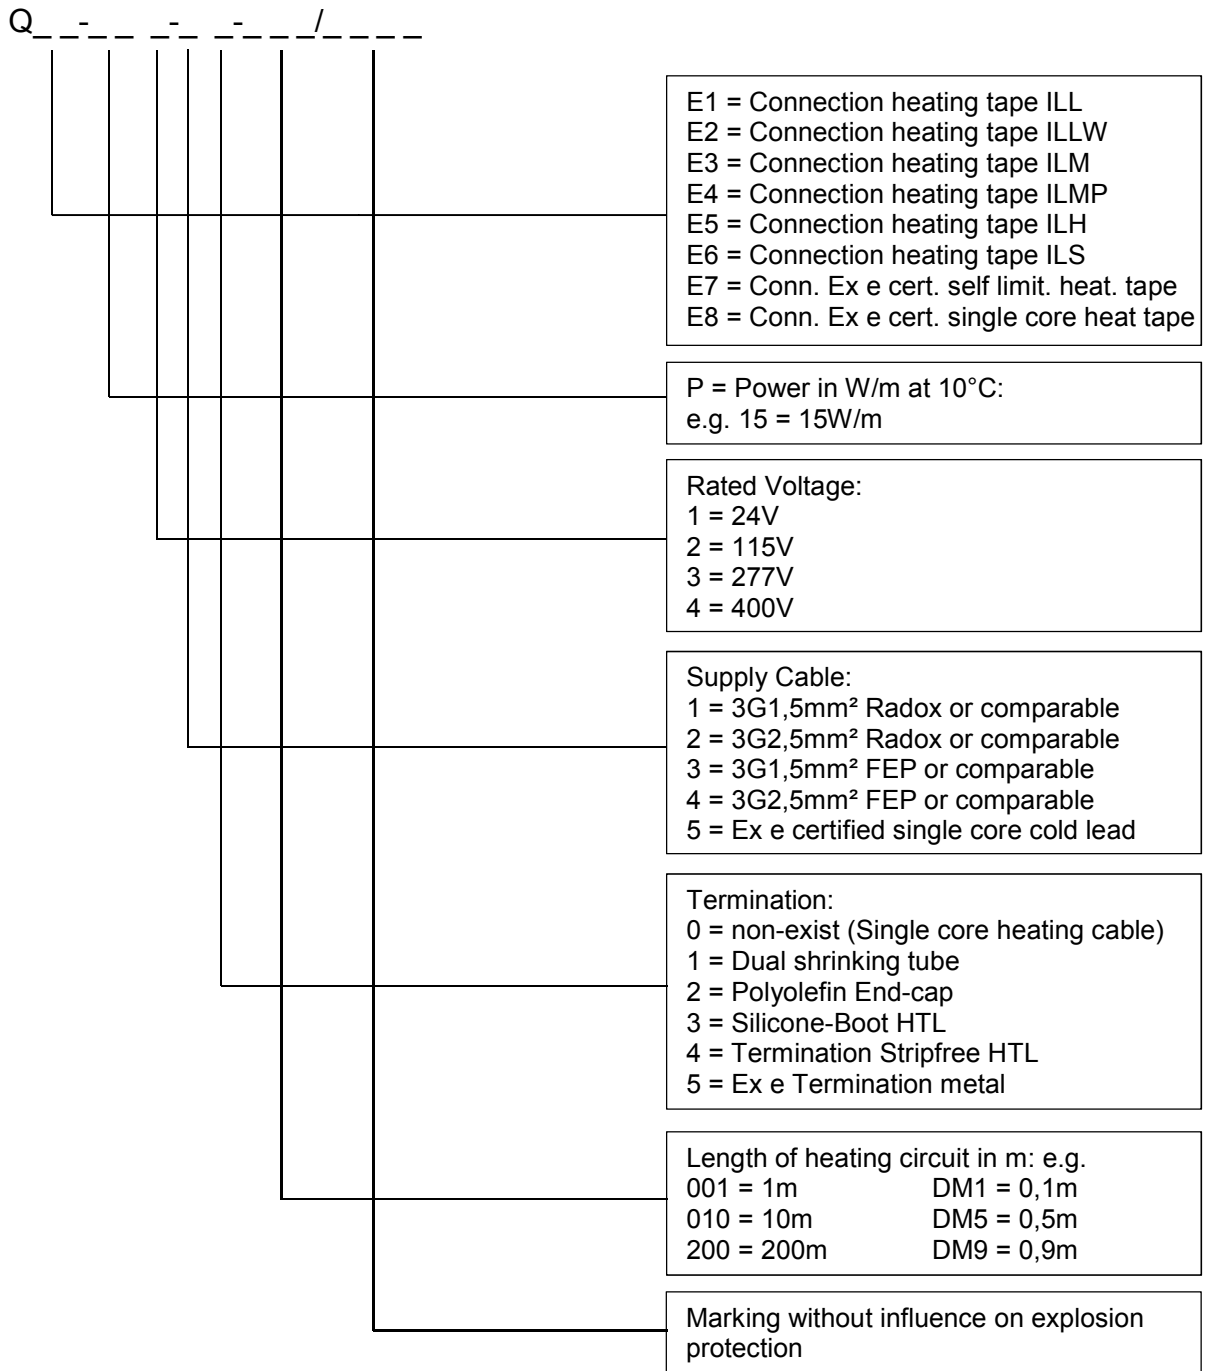 Q_ _-_ _ _-_ _-_ _ _/_ _ _ _
E1 = Connection heating tape ILL
E2 = Connection heating tape ILLW
E3 = Connection heating tape ILM
E4 = Connection heating tape ILMP
E5 = Connection heating tape ILH
E6 = Connection heating tape ILS
E7 = Conn. Ex e cert. self limit. heat. tape
E8 = Conn. Ex e cert. single core heat tape
P = Power in W/m at 10°C:
e.g. 15 = 15W/m
Rated Voltage:
1 = 24V
2 = 115V
3 = 277V
4 = 400V
Supply Cable:
1 = 3G1,5mm² Radox or comparable
2 = 3G2,5mm² Radox or comparable
3 = 3G1,5mm² FEP or comparable
4 = 3G2,5mm² FEP or comparable
5 = Ex e certified single core cold lead
Termination:
0 = non-exist (Single core heating cable)
1 = Dual shrinking tube
2 = Polyolefin End-cap
3 = Silicone-Boot HTL
4 = Termination Stripfree HTL
5 = Ex e Termination metal
Length of heating circuit in m: e.g.
001 = 1m DM1 = 0,1m
010 = 10m DM5 = 0,5m
200 = 200m DM9 = 0,9m
Marking without influence on explosion
protection